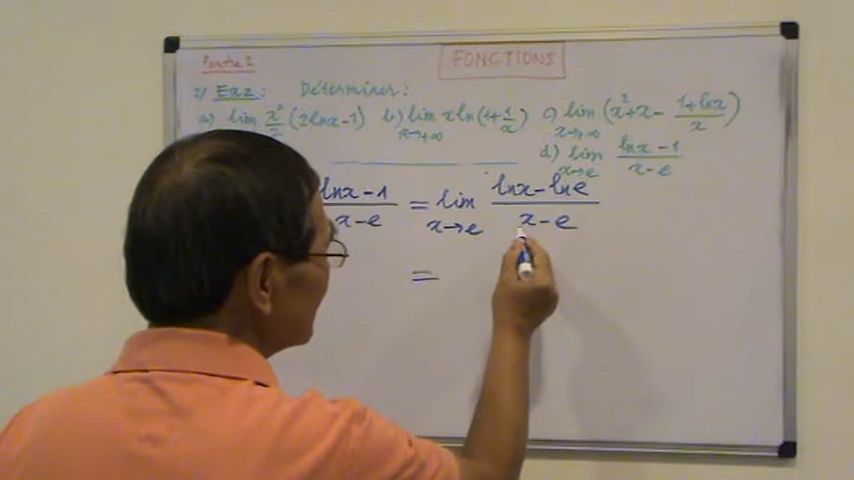 Partie 2
FONCTIONS
2/ Ex2: Déterminer:
a) lim x²/2 (2lnx-1) b) lim x→+∞ x ln(1+1/x) c) lim x→+∞ (x²+x- 1+lnx/x)
d) lim x→e lnx-1/x-e
lnx-1/x-e = lim x→e lnx-lne/x-e
=